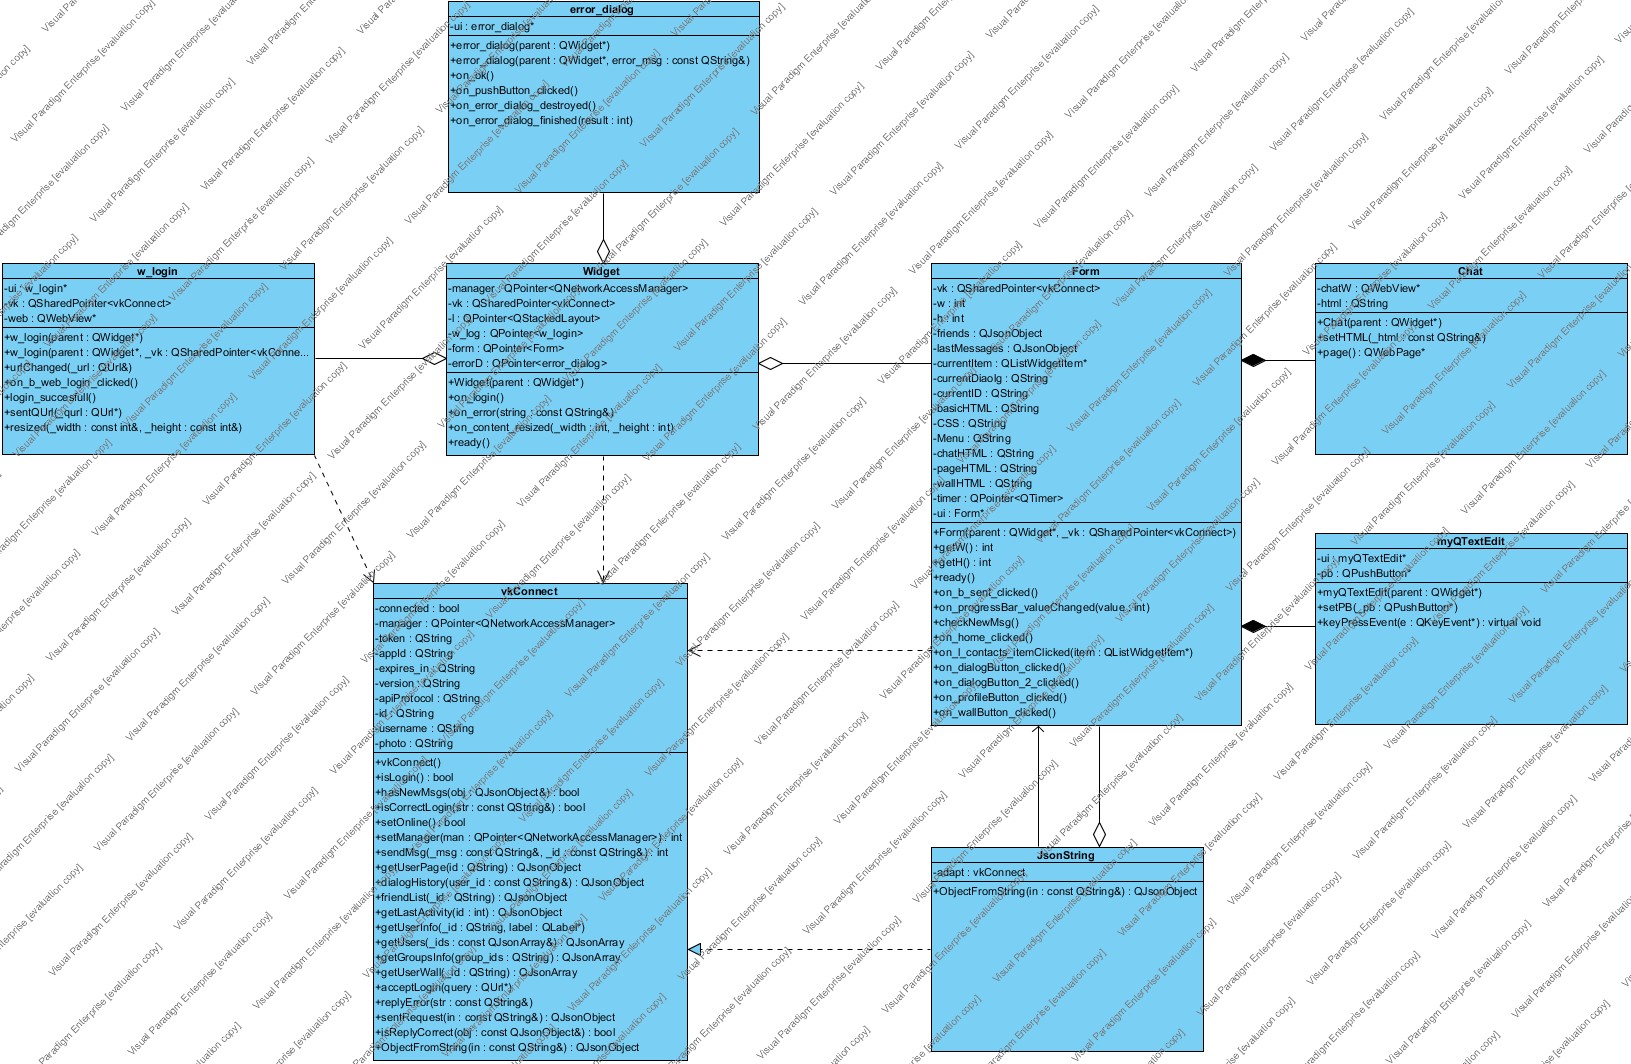 error_dialog
-ui : error_dialog*
+error_dialog(parent : QWidget*)
+error_dialog(parent : QWidget*, error_msg : const QString&)
+on_ok()
+on_pushButton_clicked()
+on_error_dialog_destroyed()
+on_error_dialog_finished(result : int)
w_login
-ui : w_login*
-vk : QSharedPointer<vkConnect>
-web : QWebView*
+w_login(parent : QWidget*)
+w_login(parent : QWidget*, _vk : QSharedPointer<vkConne...
+urlChanged(_url : QUrl&)
+on_b_web_login_clicked()
+login_succesfull()
+sentQUrl(_qurl : QUrl*)
+resized(_width : const int&, _height : const int&)
Widget
-manager : QPointer<QNetworkAccessManager>
-vk : QSharedPointer<vkConnect>
-l : QPointer<QStackedLayout>
-w_log : QPointer<w_login>
-form : QPointer<Form>
-errorD : QPointer<error_dialog>
+Widget(parent : QWidget*)
+on_login()
+on_error(string : const QString&)
+on_content_resized(_width : int, _height : int)
+ready()
Form
-vk : QSharedPointer<vkConnect>
-w : int
-h : int
-friends : QJsonObject
-lastMessages : QJsonObject
-currentItem : QListWidgetItem*
-currentDiaolg : QString
-currentID : QString
-basicHTML : QString
-CSS : QString
-Menu : QString
-chatHTML : QString
-pageHTML : QString
-wallHTML : QString
-timer : QPointer<QTimer>
-ui : Form*
+Form(parent : QWidget*, _vk : QSharedPointer<vkConnect>)
+getW() : int
+getH() : int
+ready()
+on_b_sent_clicked()
+on_progressBar_valueChanged(value : int)
+checkNewMsg()
+on_home_clicked()
+on_l_contacts_itemClicked(item : QListWidgetItem*)
+on_dialogButton_clicked()
+on_dialogButton_2_clicked()
+on_profileButton_clicked()
+on_wallButton_clicked()
Chat
-chatW : QWebView*
-html : QString
+Chat(parent : QWidget*)
+setHTML(_html : const QString&)
+page() : QWebPage*
myQTextEdit
-ui : myQTextEdit*
-pb : QPushButton*
+myQTextEdit(parent : QWidget*)
+setPB(_pb : QPushButton*)
+keyPressEvent(e : QKeyEvent*) : virtual void
vkConnect
-connected : bool
-manager : QPointer<QNetworkAccessManager>
-token : QString
-appId : QString
-expires_in : QString
-version : QString
-apiProtocol : QString
-id : QString
-username : QString
-photo : QString
+vkConnect()
+isLogin() : bool
+hasNewMsgs(obj : QJsonObject&) : bool
+isCorrectLogin(str : const QString&) : bool
+setOnline() : bool
+setManager(man : QPointer<QNetworkAccessManager>) : int
+sendMsg(_msg : const QString&, _id : const QString&) : int
+getUserPage(id : QString) : QJsonObject
+dialogHistory(user_id : const QString&) : QJsonObject
+friendList(_id : QString) : QJsonObject
+getLastActivity(id : int) : QJsonObject
+getUserInfo(_id : QString, label : QLabel*)
+getUsers(_ids : const QJsonArray&) : QJsonArray
+getGroupsInfo(group_ids : QString) : QJsonArray
+getUserWall(_id : QString) : QJsonArray
+acceptLogin(query : QUrl*)
+replyError(str : const QString&)
+sentRequest(in : const QString&) : QJsonObject
+isReplyCorrect(obj : const QJsonObject&) : bool
+ObjectFromString(in : const QString&) : QJsonObject
JsonString
-adapt : vkConnect
+ObjectFromString(in : const QString&) : QJsonObject
Visual Paradigm Enterprise [evaluation copy]